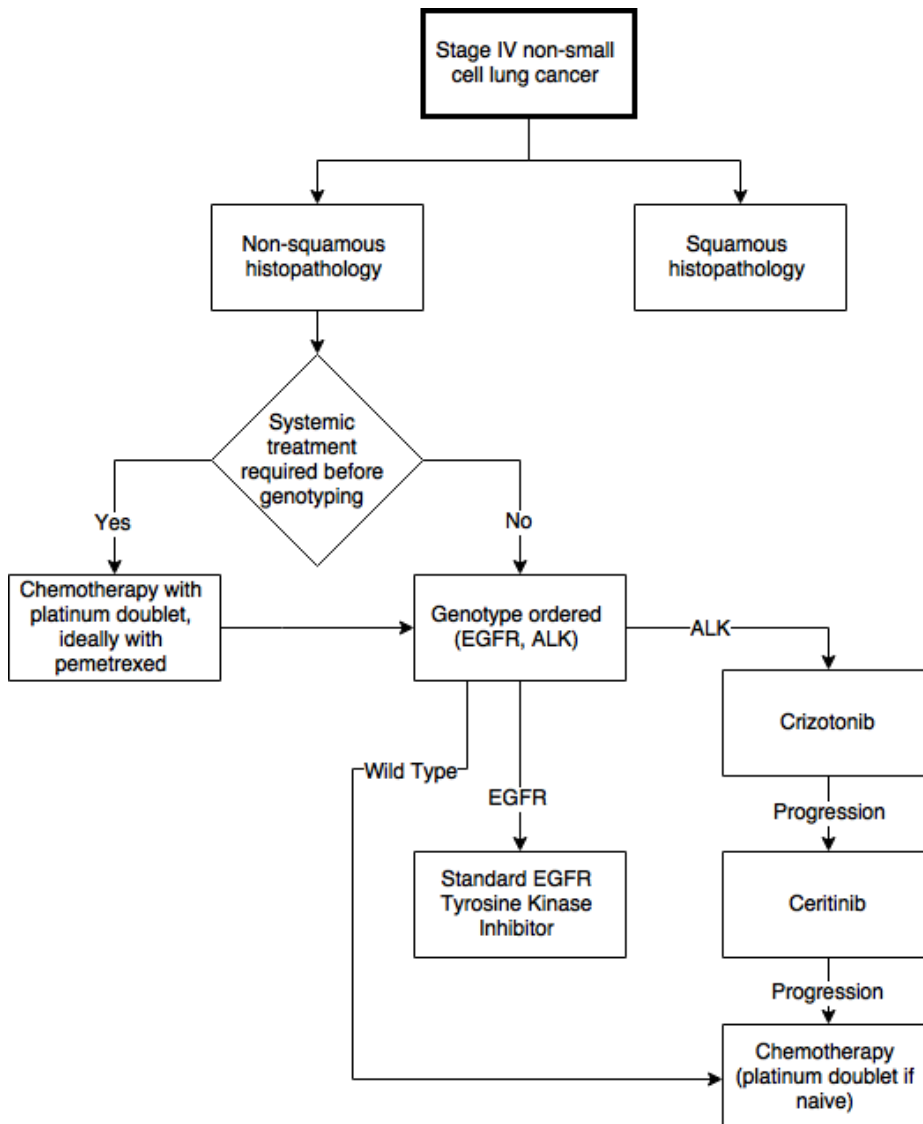 Stage IV non-small
cell lung cancer
Non-squamous
histopathology
Squamous
histopathology
Systemic
treatment
required before
genotyping
Yes
No
Chemotherapy with
platinum doublet,
ideally with
pemetrexed
Genotype ordered
(EGFR, ALK)
ALK
Crizotonib
Wild Type
EGFR
Progression
Standard EGFR
Tyrosine Kinase
Inhibitor
Ceritinib
Progression
Chemotherapy
(platinum doublet if
naive)